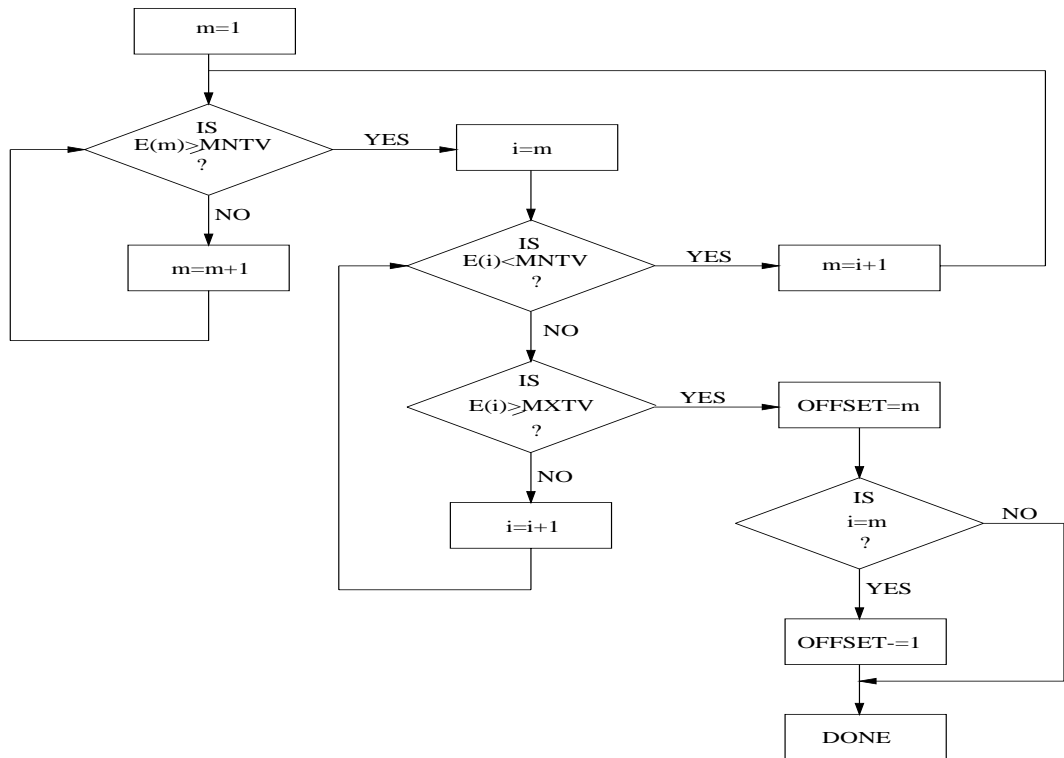 m=1
IS
E(m)≥MNTV
?
YES
i=m
NO
m=m+1
IS
E(i)<MNTV
?
YES
m=i+1
NO
IS
E(i)≥MXTV
?
YES
OFFSET=m
NO
i=i+1
IS
i=m
?
NO
YES
OFFSET-=1
DONE